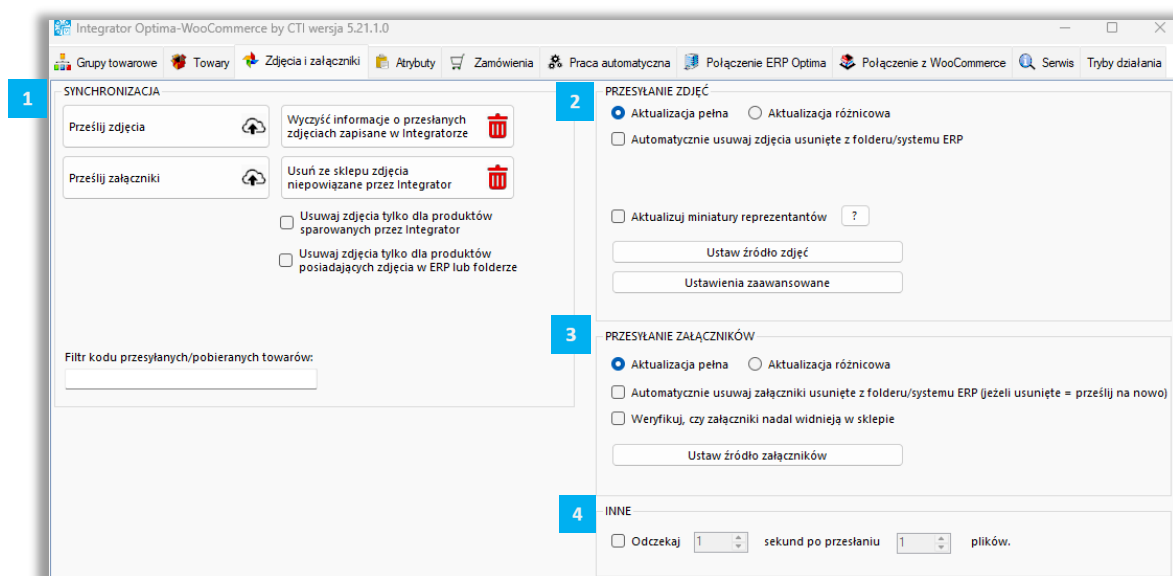 Integrator Optima-WooCommerce by CTI wersja 5.21.1.0
Grupy towarowe Towary Zdjęcia i załączniki Atrybuty Zamówienia Praca automatyczna Połączenie ERP Optima Połączenie z WooCommerce Serwis Tryby działania
1
SYNCHRONIZACJA
Prześlij zdjęcia
Wyczyść informacje o przesłanych
zdjęciach zapisane w Integratorze
Prześlij załączniki
Usuń ze sklepu zdjęcia
niepowiązane przez Integrator
Usuwaj zdjęcia tylko dla produktów
sparowanych przez Integrator
Usuwaj zdjęcia tylko dla produktów
posiadających zdjęcia w ERP lub folderze
Filtr kodu przesyłanych/pobieranych towarów:
2
PRZESYŁANIE ZDJĘĆ
Aktualizacja pełna Aktualizacja różnicowa
Automatycznie usuwaj zdjęcia usunięte z folderu/systemu ERP
Aktualizuj miniatury reprezentantów ?
Ustaw źródło zdjęć
Ustawienia zaawansowane
3
PRZESYŁANIE ZAŁĄCZNIKÓW
Aktualizacja pełna Aktualizacja różnicowa
Automatycznie usuwaj załączniki usunięte z folderu/systemu ERP (jeżeli usunięte = prześlij na nowo)
Weryfikuj, czy załączniki nadal widnieją w sklepie
Ustaw źródło załączników
4
INNE
Odczekaj 1 sekund po przesłaniu 1 plików.